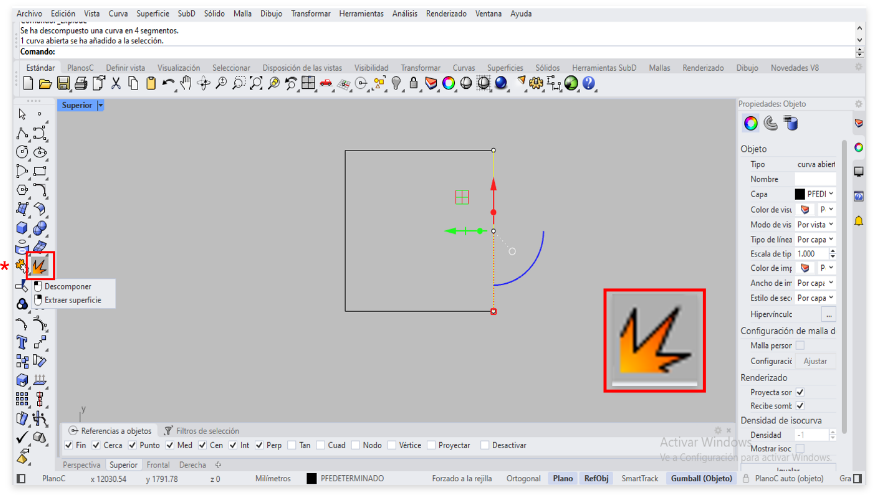 Archivo Edición Vista Curva Superficie SubD Sólido Malla Dibujo Transformar Herramientas Análisis Renderizado Ventana Ayuda
Se ha descompuesto una curva en 4 segmentos.
1 curva abierta se ha añadido a la selección.
Comando:
Estándar PlanosC Definir vista Visualización Seleccionar Disposición de las vistas Visibilidad Transformar Curvas Superficies Sólidos Herramientas SubD Mallas Renderizado Dibujo Novedades V8
Superior
Propiedades: Objeto
Objeto
Tipo curva abiert
Nombre
Capa PFEDI
Color de visu P
Modo de vis Por vista
Tipo de línea Por capa
Escala de tip 1.000
Color de imp P
Ancho de im Por capa
Estilo de sec Por capa
Hipervínculo ...
Configuración de malla d
Malla person
Configuració Ajustar
Renderizado
Proyecta son
Recibe somb
Densidad de isocurva
Densidad -1
Mostrar isoc
*
Descomponer
Extraer superficie
y
Referencias a objetos Filtros de selección
Fin Cerca Punto Med Cen Int Perp Tan Cuad Nodo Vértice Proyectar Desactivar
Activar Windows
Ve a Configuración para activar Windows.
Perspectiva Superior Frontal Derecha
PlanoC x 12030.54 y 1791.78 z 0 Milímetros PREDETERMINADO Forzado a la rejilla Ortogonal Plano RefObj SmartTrack Gumball (Objeto) PlanoC auto (objeto) Gra